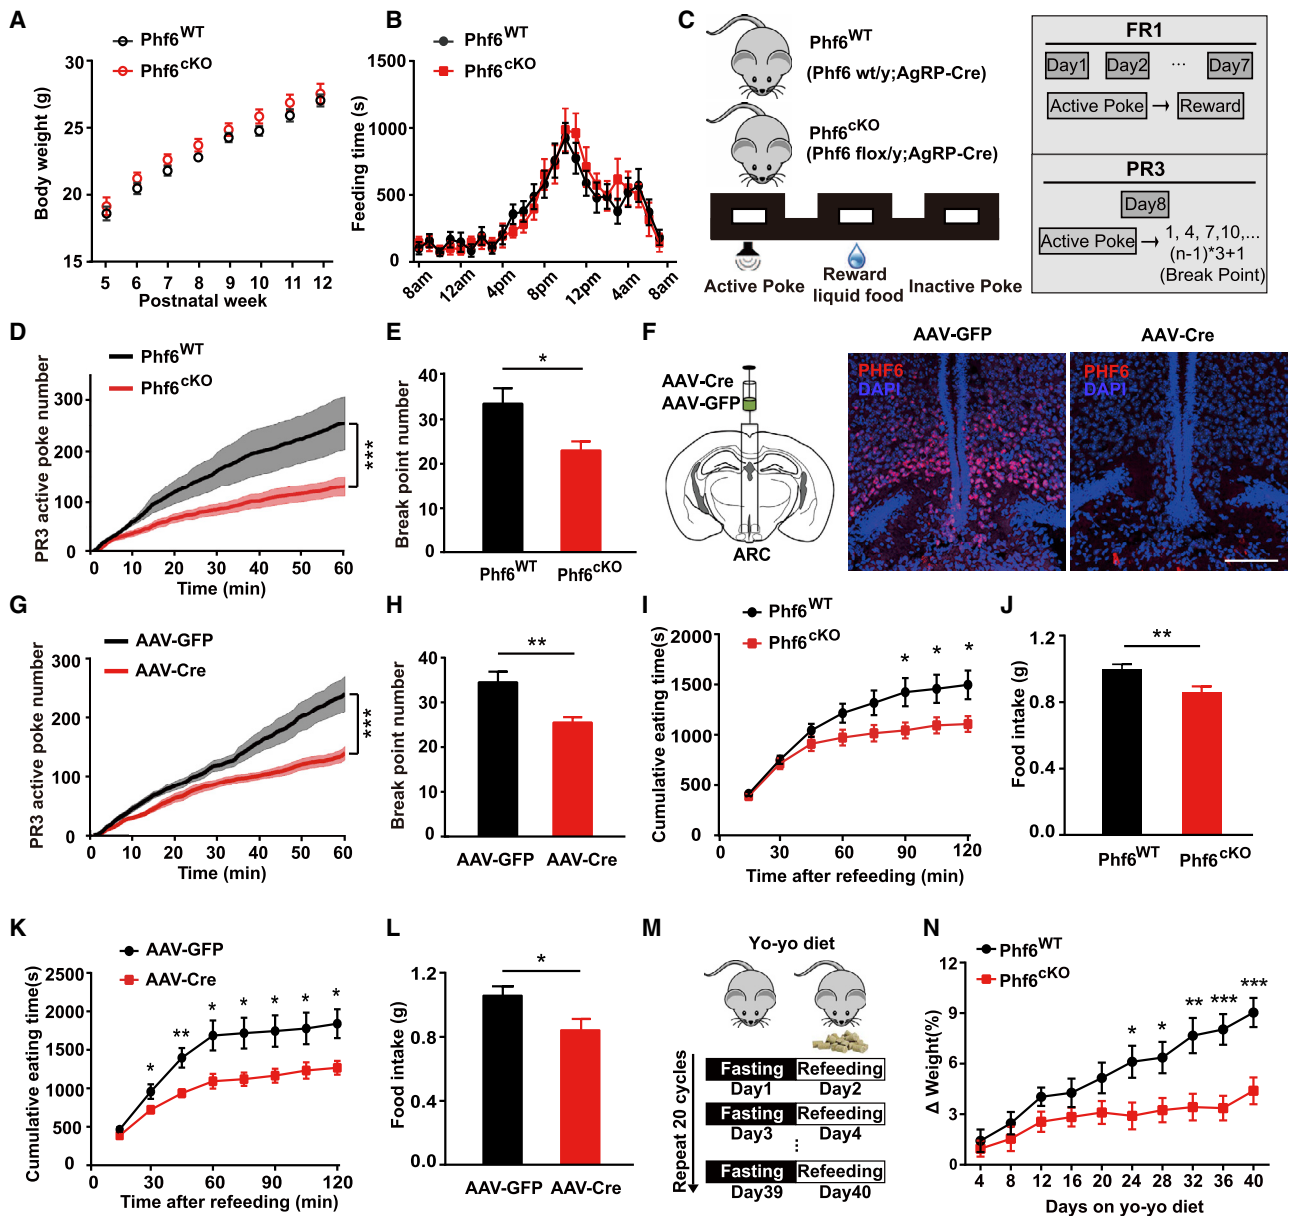 A
Phf6WT
Phf6cKO
Body weight (g)
30
25
20
15
5 6 7 8 9 10 11 12
Postnatal week
B
Phf6WT
Phf6cKO
Feeding time (s)
1500
1000
500
0
8am 12am 4pm 8pm 12pm 4am 8am
C
Phf6WT
(Phf6 wt/y;AgRP-Cre)
Phf6cKO
(Phf6 flox/y;AgRP-Cre)
Active Poke
Reward
liquid food
Inactive Poke
FR1
Day1 Day2 ... Day7
Active Poke → Reward
PR3
Day8
Active Poke →
1, 4, 7,10,...
(n-1)*3+1
(Break Point)
D
Phf6WT
Phf6cKO
PR3 active poke number
300
200
100
0
***
0 10 20 30 40 50 60
Time (min)
E
*
Break point number
40
30
20
10
0
Phf6WT Phf6cKO
F
AAV-Cre
AAV-GFP
ARC
AAV-GFP
PHF6
DAPI
AAV-Cre
PHF6
DAPI
G
AAV-GFP
AAV-Cre
PR3 active poke number
300
200
100
0
***
0 10 20 30 40 50 60
Time (min)
H
**
Break point number
40
30
20
10
0
AAV-GFP AAV-Cre
I
Phf6WT
Phf6cKO
Cumulative eating time(s)
2000
1500
1000
500
0
* * *
0 30 60 90 120
Time after refeeding (min)
J
**
Food intake (g)
1.2
0.8
0.4
0.0
Phf6WT Phf6cKO
K
AAV-GFP
AAV-Cre
Cumulative eating time(s)
2500
2000
1500
1000
500
0
* ** * * * * *
0 30 60 90 120
Time after refeeding (min)
L
*
Food intake (g)
1.2
0.8
0.4
0.0
AAV-GFP AAV-Cre
M
Yo-yo diet
Repeat 20 cycles
Fasting Refeeding
Day1 Day2
Fasting Refeeding
Day3 Day4
⋮
Fasting Refeeding
Day39 Day40
N
Phf6WT
Phf6cKO
Δ Weight(%)
12
9
6
3
0
* * ** *** ***
4 8 12 16 20 24 28 32 36 40
Days on yo-yo diet